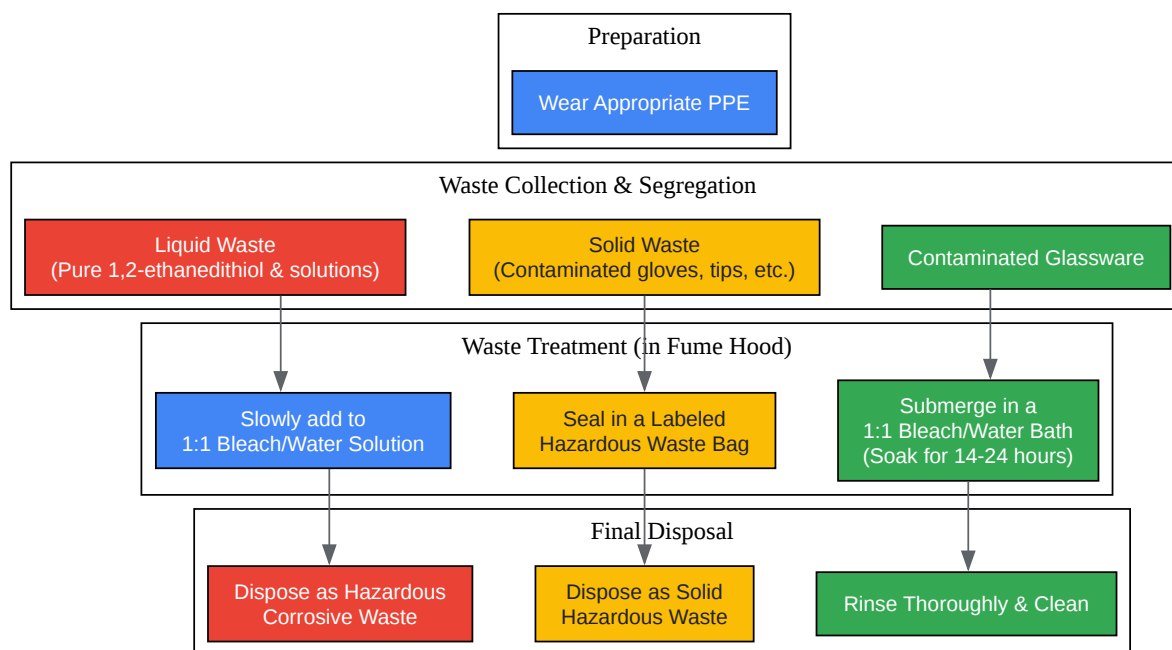 Preparation
Wear Appropriate PPE
Waste Collection & Segregation
Liquid Waste
(Pure 1,2-ethanedithiol & solutions)
Solid Waste
(Contaminated gloves, tips, etc.)
Contaminated Glassware
Waste Treatment (in Fume Hood)
Slowly add to
1:1 Bleach/Water Solution
Seal in a Labeled
Hazardous Waste Bag
Submerge in a
1:1 Bleach/Water Bath
(Soak for 14-24 hours)
Final Disposal
Dispose as Hazardous
Corrosive Waste
Dispose as Solid
Hazardous Waste
Rinse Thoroughly & Clean